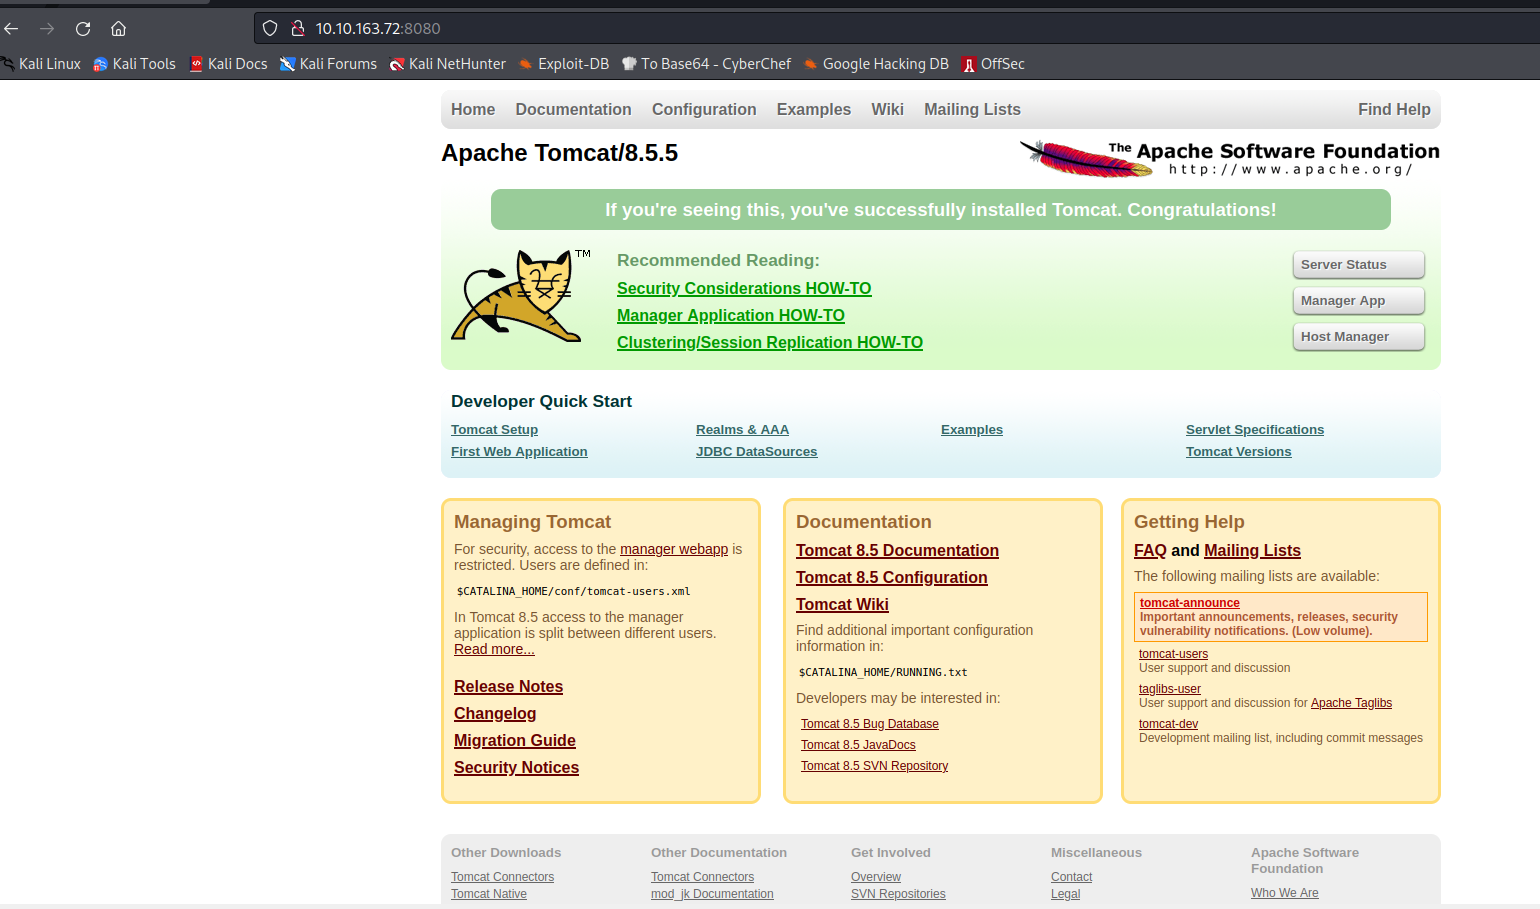 10.10.163.72:8080
Kali Linux Kali Tools Kali Docs Kali Forums Kali NetHunter Exploit-DB To Base64 - CyberChef Google Hacking DB OffSec
Home Documentation Configuration Examples Wiki Mailing Lists Find Help
Apache Tomcat/8.5.5
The Apache Software Foundation
http://www.apache.org/
If you're seeing this, you've successfully installed Tomcat. Congratulations!
TM
Recommended Reading:
Security Considerations HOW-TO
Manager Application HOW-TO
Clustering/Session Replication HOW-TO
Server Status
Manager App
Host Manager
Developer Quick Start
Tomcat Setup
First Web Application
Realms & AAA
JDBC DataSources
Examples
Servlet Specifications
Tomcat Versions
Managing Tomcat
For security, access to the manager webapp is
restricted. Users are defined in:
$CATALINA_HOME/conf/tomcat-users.xml
In Tomcat 8.5 access to the manager
application is split between different users.
Read more...
Release Notes
Changelog
Migration Guide
Security Notices
Documentation
Tomcat 8.5 Documentation
Tomcat 8.5 Configuration
Tomcat Wiki
Find additional important configuration
information in:
$CATALINA_HOME/RUNNING.txt
Developers may be interested in:
Tomcat 8.5 Bug Database
Tomcat 8.5 JavaDocs
Tomcat 8.5 SVN Repository
Getting Help
FAQ and Mailing Lists
The following mailing lists are available:
tomcat-announce
Important announcements, releases, security
vulnerability notifications. (Low volume).
tomcat-users
User support and discussion
taglibs-user
User support and discussion for Apache Taglibs
tomcat-dev
Development mailing list, including commit messages
Other Downloads
Tomcat Connectors
Tomcat Native
Other Documentation
Tomcat Connectors
mod_jk Documentation
Get Involved
Overview
SVN Repositories
Miscellaneous
Contact
Legal
Apache Software
Foundation
Who We Are